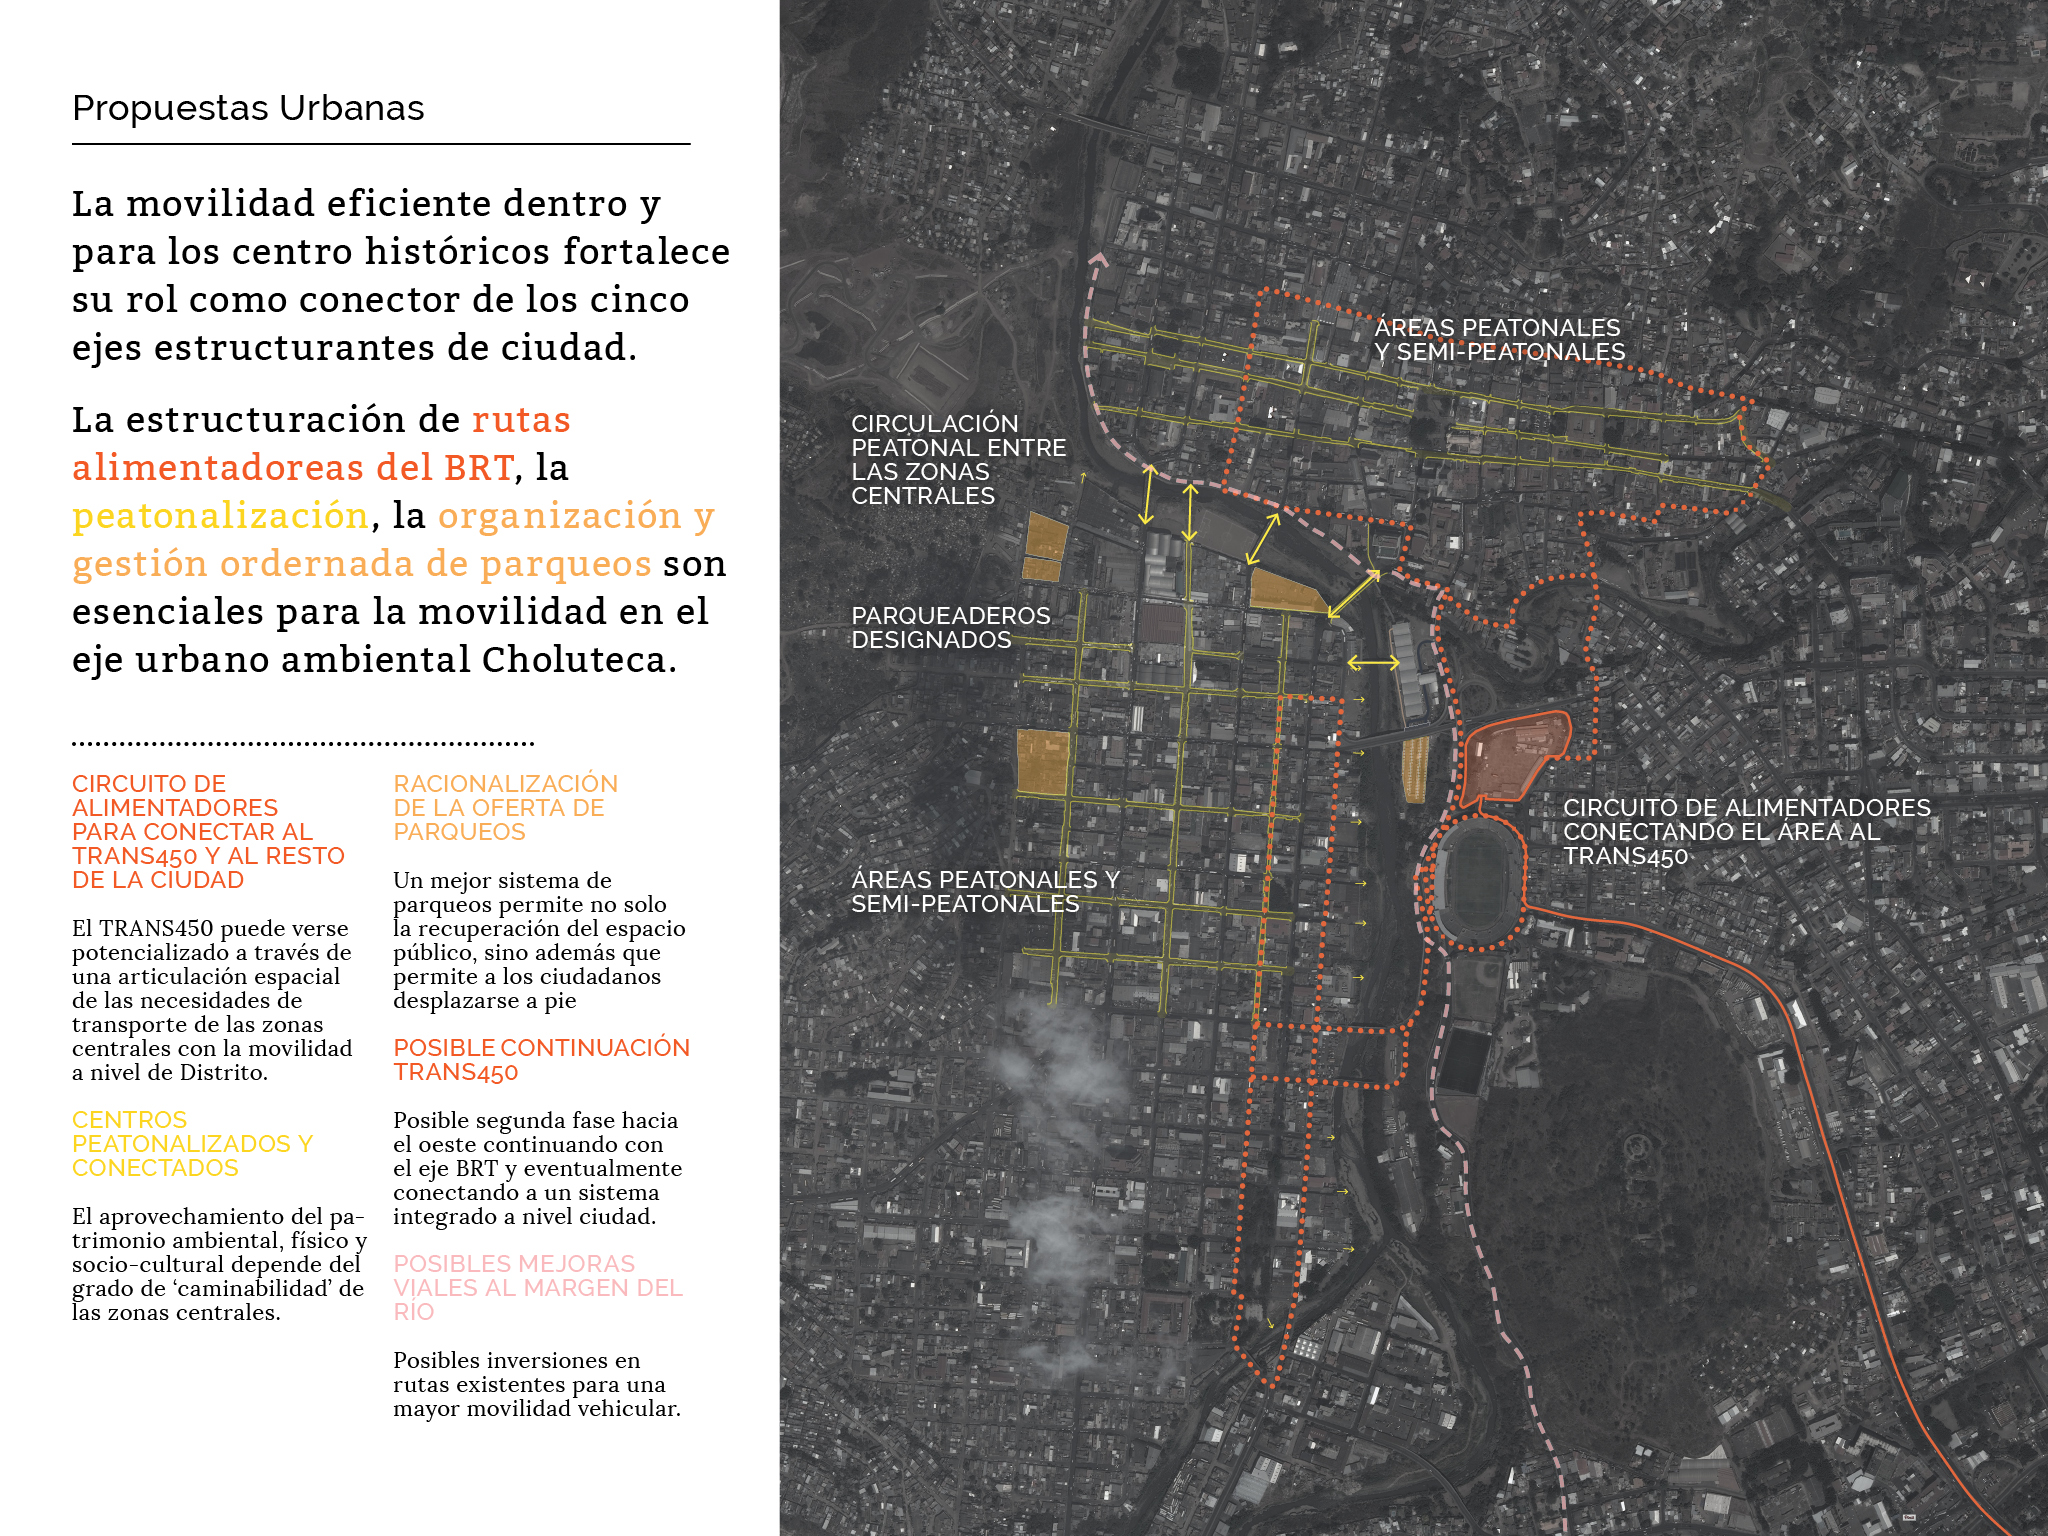 Propuestas Urbanas
La movilidad eficiente dentro y
para los centro históricos fortalece
su rol como conector de los cinco
ejes estructurantes de ciudad.
La estructuración de rutas
alimentadoreas del BRT, la
peatonalización, la organización y
gestión ordernada de parqueos son
esenciales para la movilidad en el
eje urbano ambiental Choluteca.
CIRCUITO DE
ALIMENTADORES
PARA CONECTAR AL
TRANS450 Y AL RESTO
DE LA CIUDAD
El TRANS450 puede verse
potencializado a través de
una articulación espacial
de las necesidades de
transporte de las zonas
centrales con la movilidad
a nivel de Distrito.
CENTROS
PEATONALIZADOS Y
CONECTADOS
El aprovechamiento del pa-
trimonio ambiental, físico y
socio-cultural depende del
grado de ‘caminabilidad’ de
las zonas centrales.
RACIONALIZACIÓN
DE LA OFERTA DE
PARQUEOS
Un mejor sistema de
parqueos permite no solo
la recuperación del espacio
público, sino además que
permite a los ciudadanos
desplazarse a pie
POSIBLE CONTINUACIÓN
TRANS450
Posible segunda fase hacia
el oeste continuando con
el eje BRT y eventualmente
conectando a un sistema
integrado a nivel ciudad.
POSIBLES MEJORAS
VIALES AL MARGEN DEL
RÍO
Posibles inversiones en
rutas existentes para una
mayor movilidad vehicular.
ÁREAS PEATONALES
Y SEMI-PEATONALES
CIRCULACIÓN
PEATONAL ENTRE
LAS ZONAS
CENTRALES
PARQUEADEROS
DESIGNADOS
CIRCUITO DE ALIMENTADORES
CONECTANDO EL ÁREA AL
TRANS450
ÁREAS PEATONALES Y
SEMI-PEATONALES